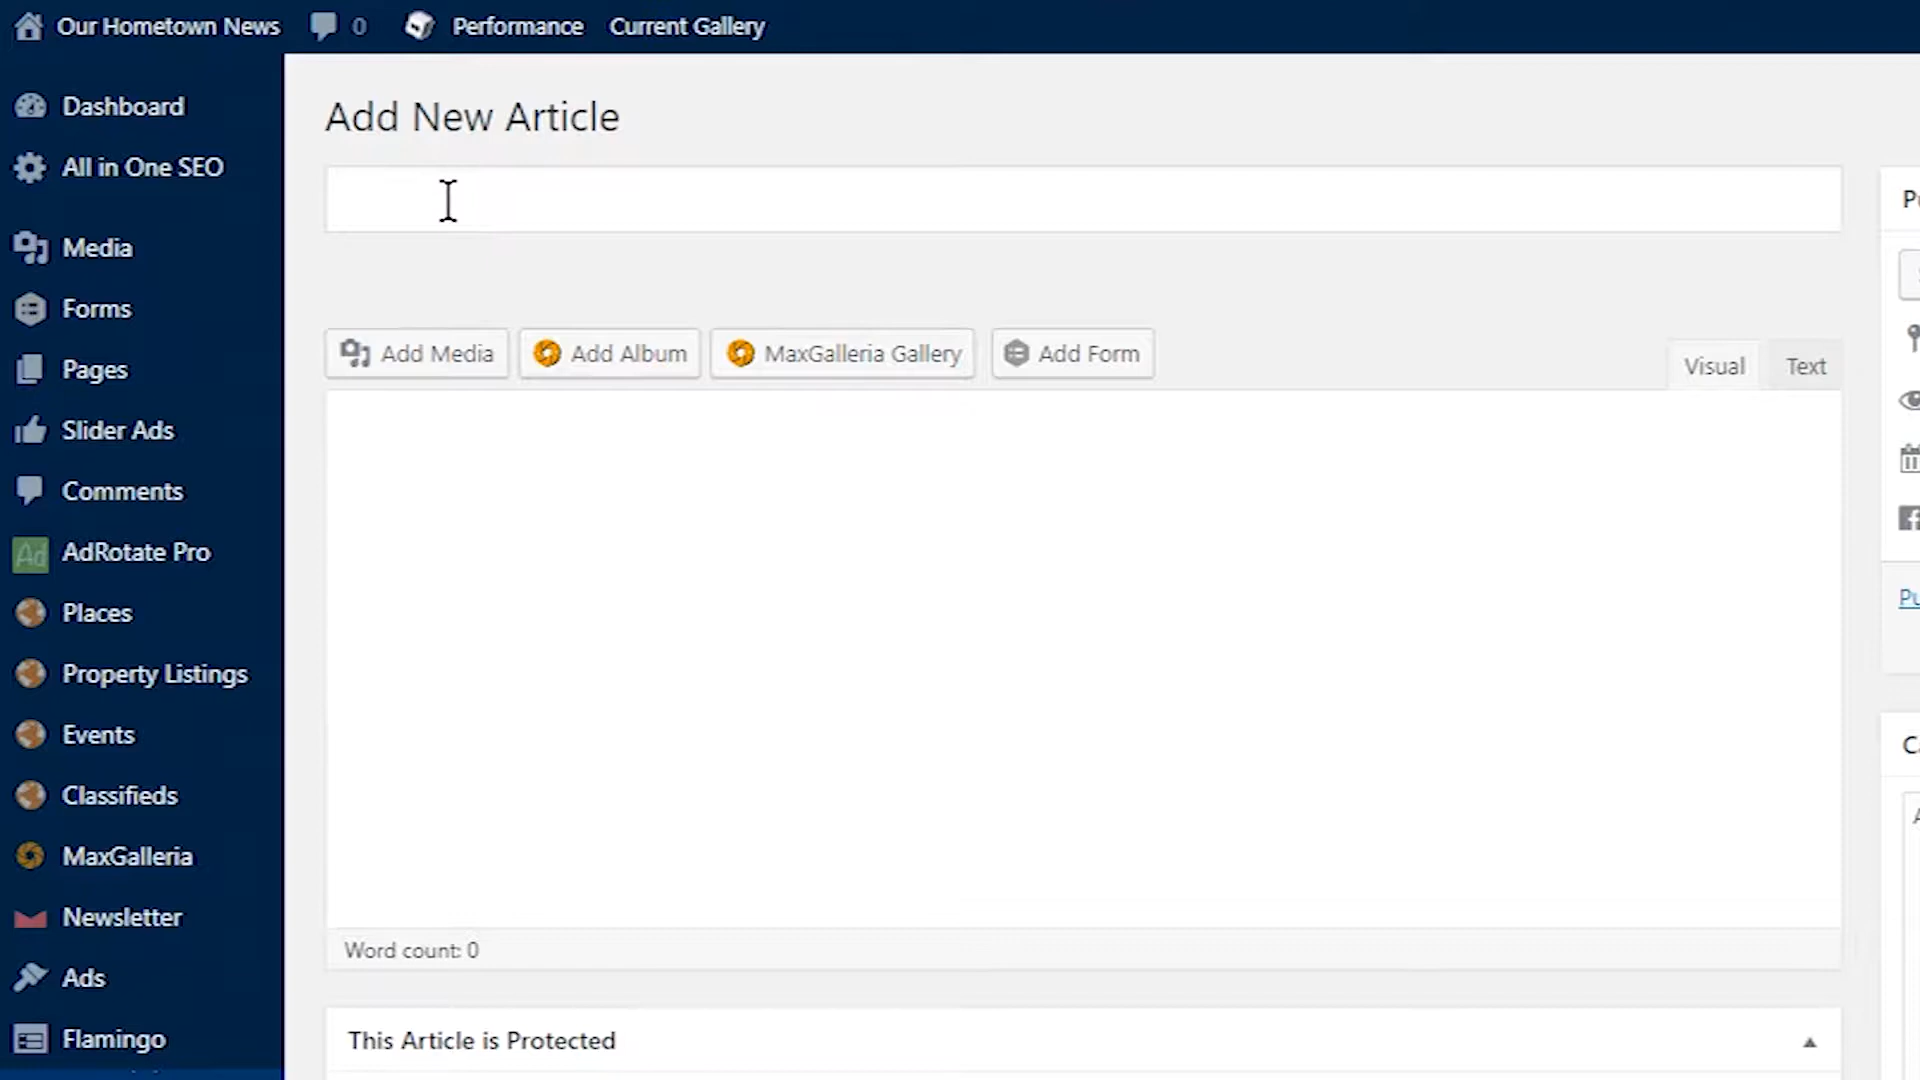 Our Hometown News 0 Performance Current Gallery
Dashboard
All in One SEO
Media
Forms
Pages
Slider Ads
Comments
Ad AdRotate Pro
Places
Property Listings
Events
Classifieds
MaxGalleria
Newsletter
Ads
Flamingo
Add New Article
Add Media Add Album MaxGalleria Gallery Add Form
Visual Text
Word count: 0
This Article is Protected